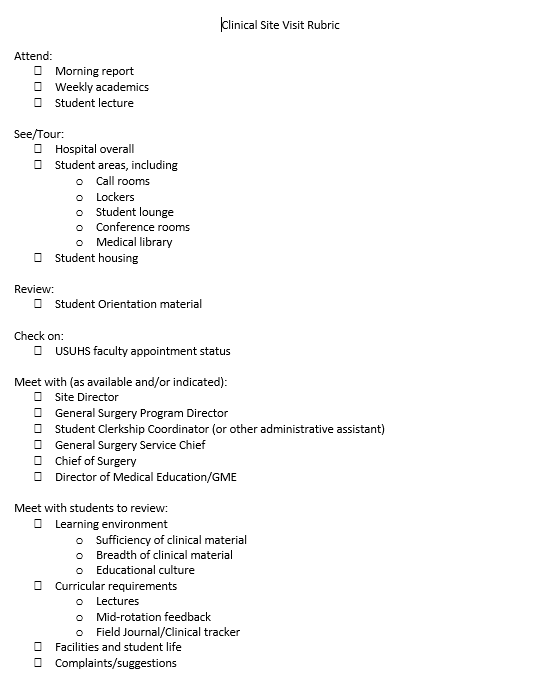 Clinical Site Visit Rubric
Attend:
☐ Morning report
☐ Weekly academics
☐ Student lecture
See/Tour:
☐ Hospital overall
☐ Student areas, including
o Call rooms
o Lockers
o Student lounge
o Conference rooms
o Medical library
☐ Student housing
Review:
☐ Student Orientation material
Check on:
☐ USUHS faculty appointment status
Meet with (as available and/or indicated):
☐ Site Director
☐ General Surgery Program Director
☐ Student Clerkship Coordinator (or other administrative assistant)
☐ General Surgery Service Chief
☐ Chief of Surgery
☐ Director of Medical Education/GME
Meet with students to review:
☐ Learning environment
o Sufficiency of clinical material
o Breadth of clinical material
o Educational culture
☐ Curricular requirements
o Lectures
o Mid-rotation feedback
o Field Journal/Clinical tracker
☐ Facilities and student life
☐ Complaints/suggestions